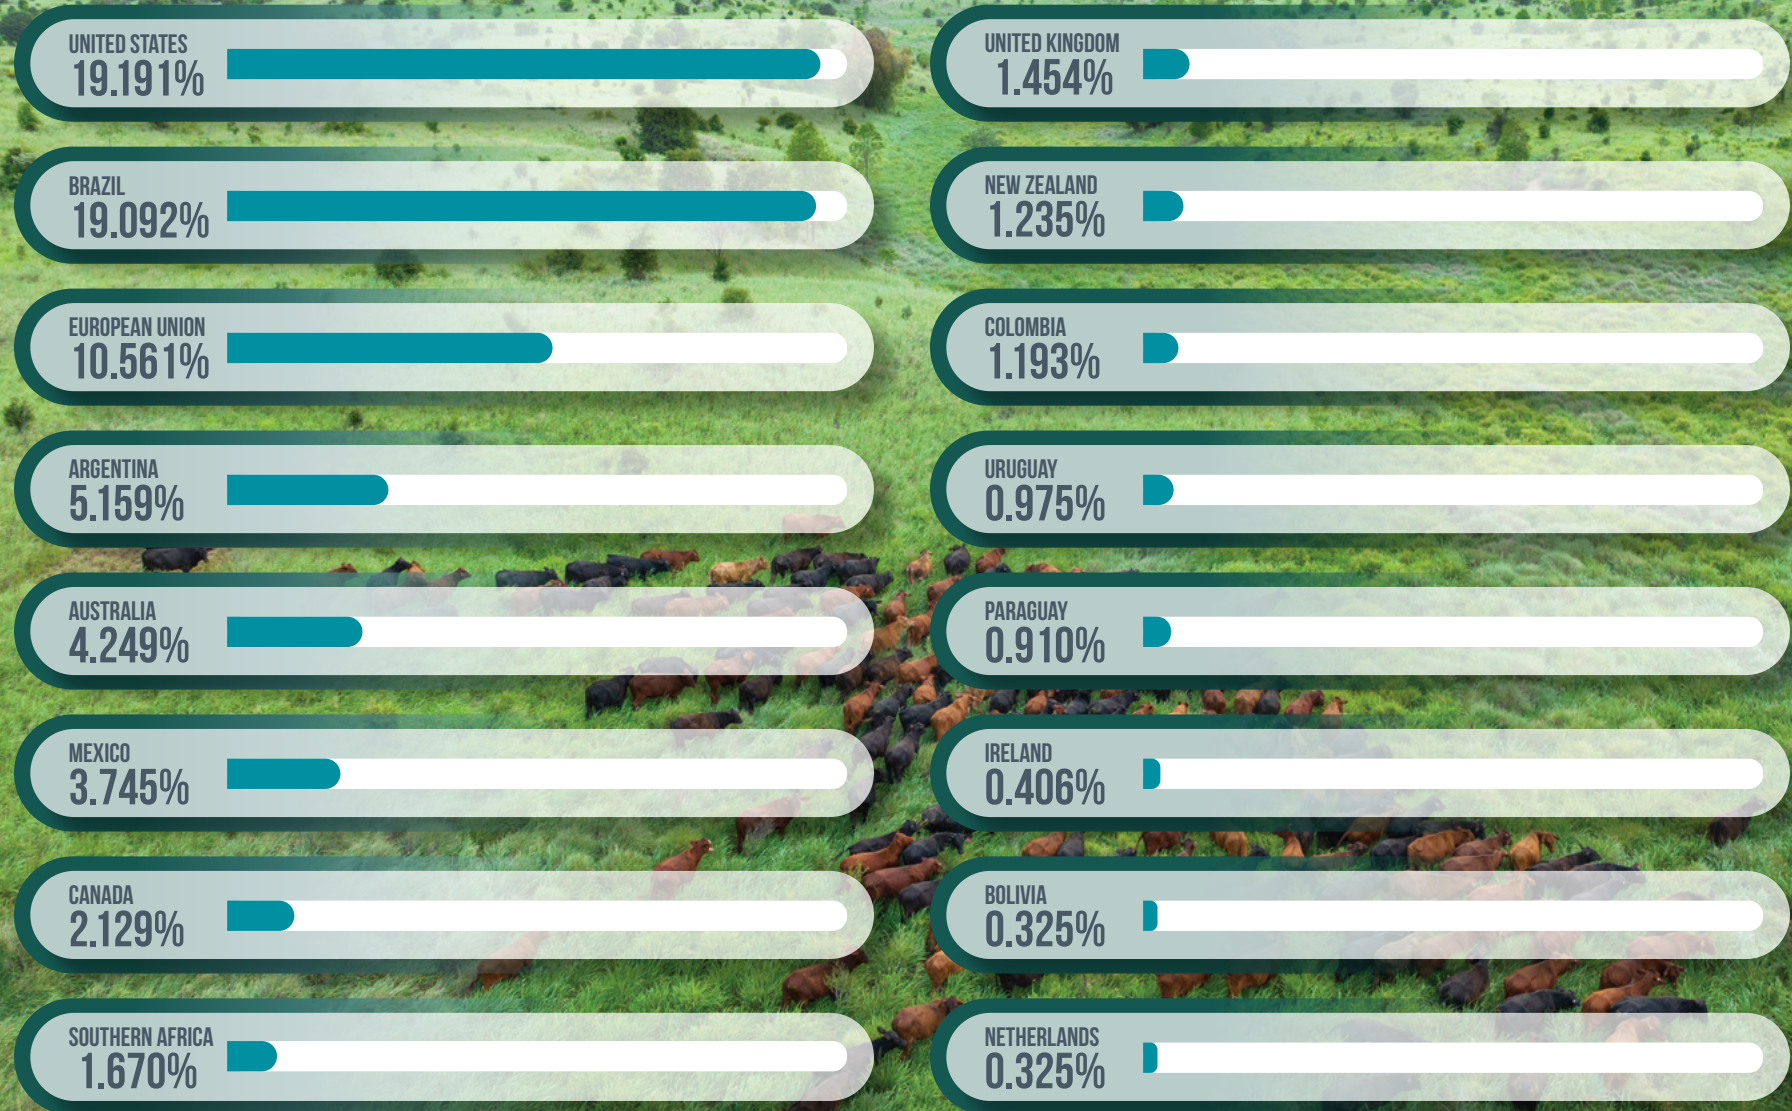 UNITED STATES
19.191%
BRAZIL
19.092%
EUROPEAN UNION
10.561%
ARGENTINA
5.159%
AUSTRALIA
4.249%
MEXICO
3.745%
CANADA
2.129%
SOUTHERN AFRICA
1.670%
UNITED KINGDOM
1.454%
NEW ZEALAND
1.235%
COLOMBIA
1.193%
URUGUAY
0.975%
PARAGUAY
0.910%
IRELAND
0.406%
BOLIVIA
0.325%
NETHERLANDS
0.325%